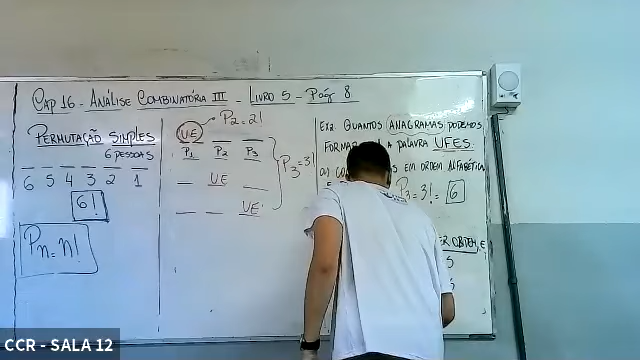 CAP 16 - ANÁLISE COMBINATÓRIA III - LIVRO 5 - PÁG 8
PERMUTAÇÃO SIMPLES
6 PESSOAS
6 5 4 3 2 1
6!
Pn = n!
UE
P2 = 2!
P1 P2 P3
UE
UE
P3 = 3!
EX2. QUANTOS ANAGRAMAS PODEMOS
FORMAR A PALAVRA UFES.
a) EM ORDEM ALFABÉTICA
P3 = 3! = 6
CCR - SALA 12